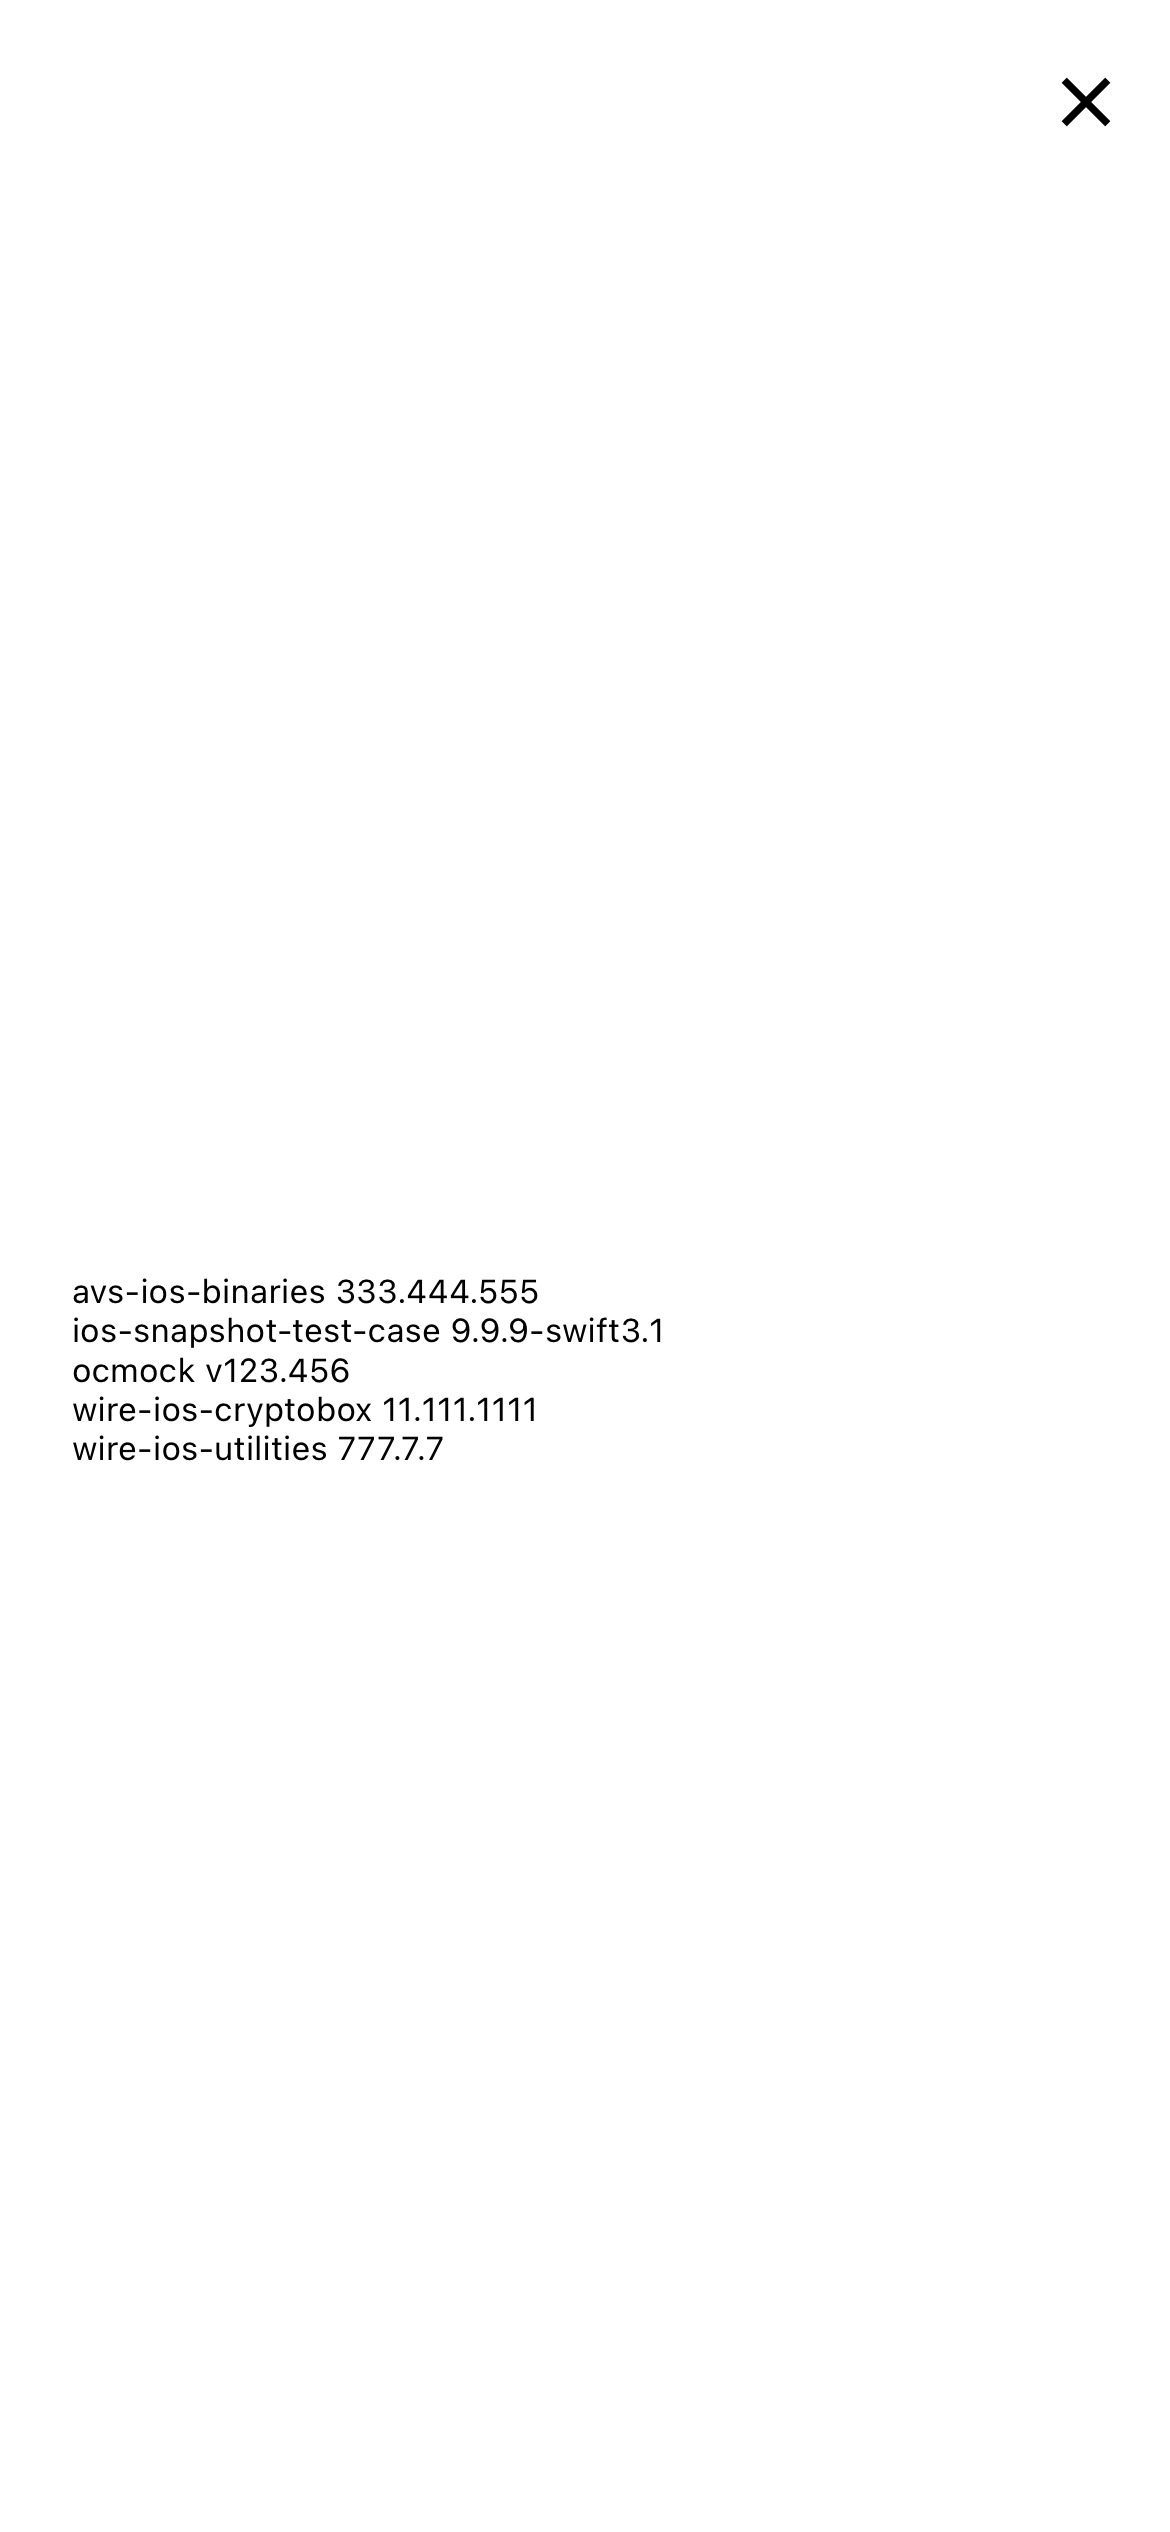 avs-ios-binaries 333.444.555
ios-snapshot-test-case 9.9.9-swift3.1
ocmock v123.456
wire-ios-cryptobox 11.111.1111
wire-ios-utilities 777.7.7